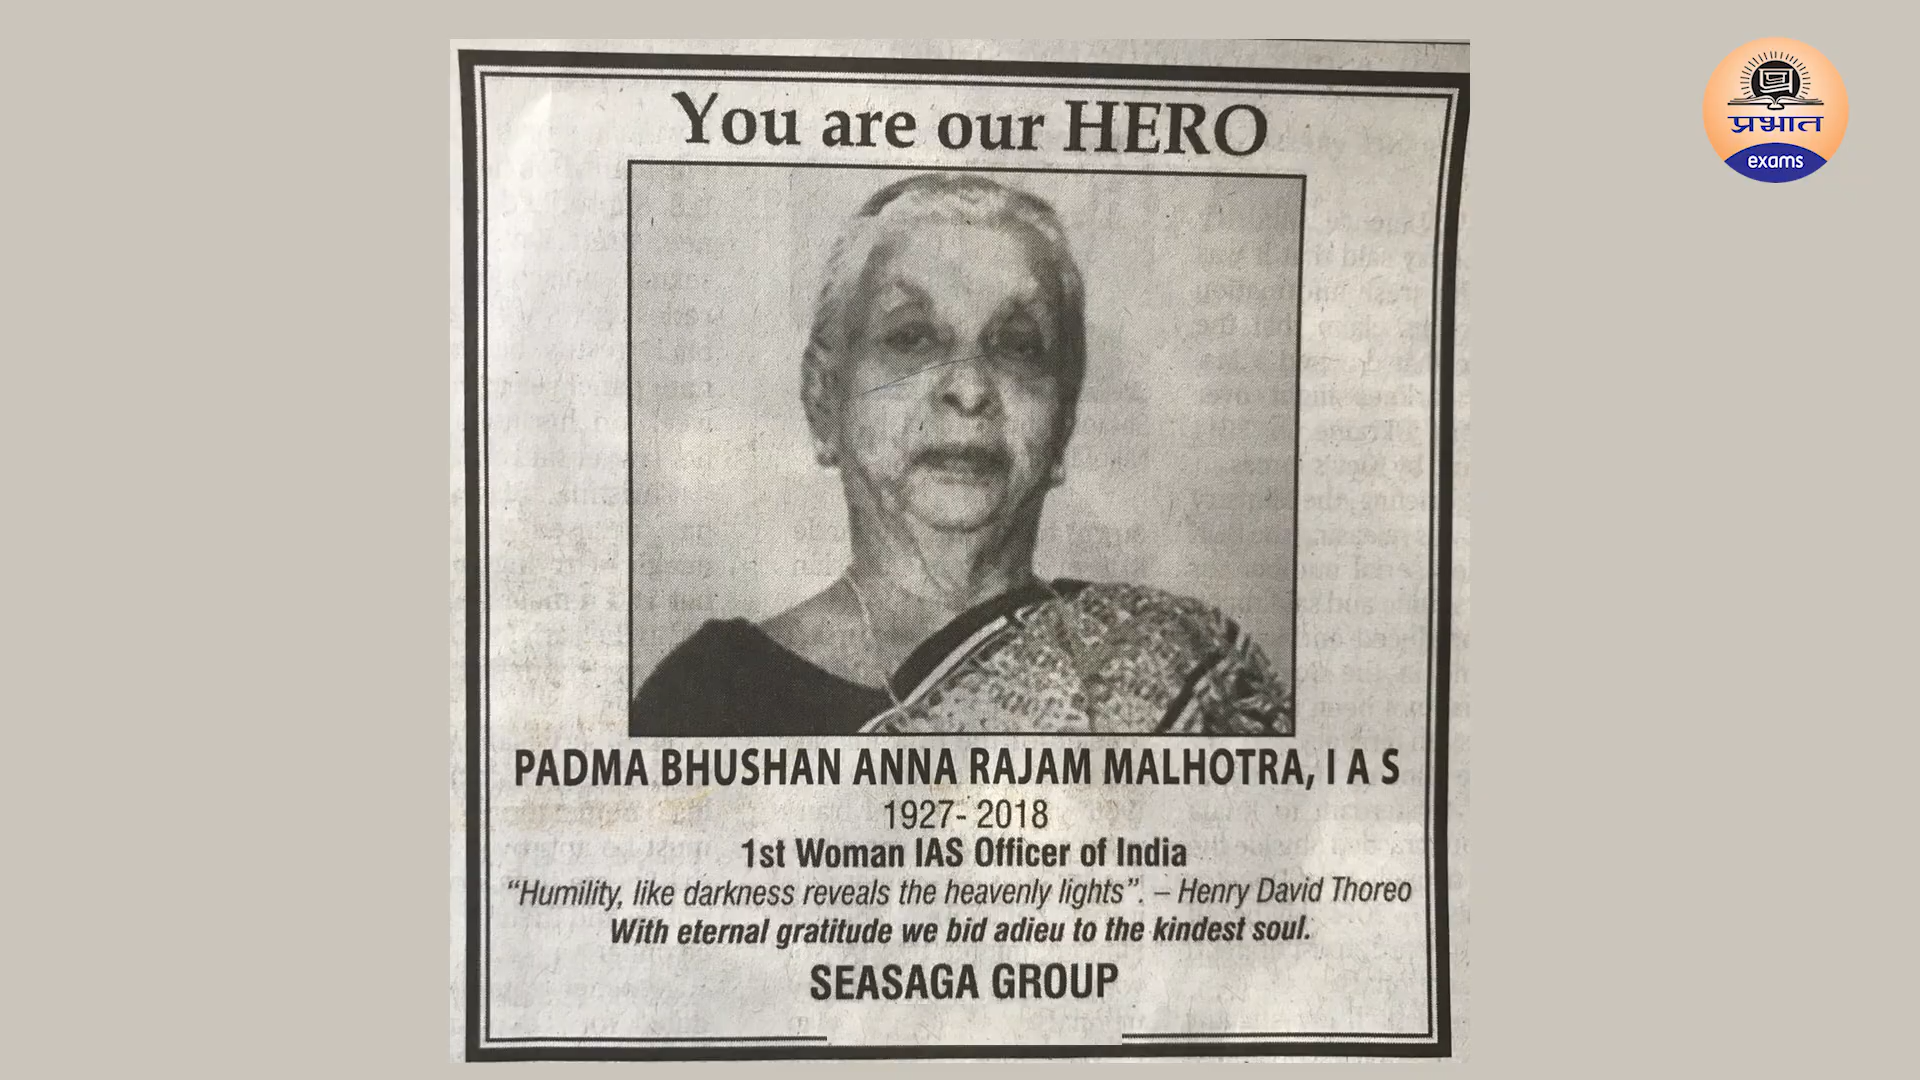 You are our HERO
PADMA BHUSHAN ANNA RAJAM MALHOTRA, I A S
1927- 2018
1st Woman IAS Officer of India
“Humility, like darkness reveals the heavenly lights”. – Henry David Thoreo
With eternal gratitude we bid adieu to the kindest soul.
SEASAGA GROUP
प्रभात
exams